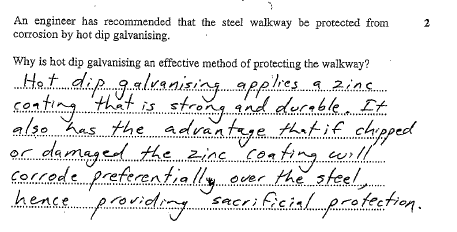 An engineer has recommended that the steel walkway be protected from 2
corrosion by hot dip galvanising.
Why is hot dip galvanising an effective method of protecting the walkway?
Hot dip galvanising applies a zinc
coating that is strong and durable. It
also has the advantage that if chipped
or damaged the zinc coating will
corrode preferentially over the steel,
hence providing sacrificial protection.